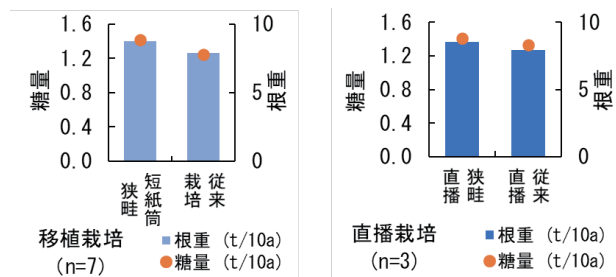 1.6
1.2
0.8
0.4
0.0
糖量
10
5
0
根重
短紙筒
狭畦
従来
栽培
移植栽培
(n=7)
根重 (t/10a)
糖量 (t/10a)
1.6
1.2
0.8
0.4
0.0
糖量
10
5
0
根重
狭畦
直播
従来
直播
直播栽培
(n=3)
根重 (t/10a)
糖量 (t/10a)